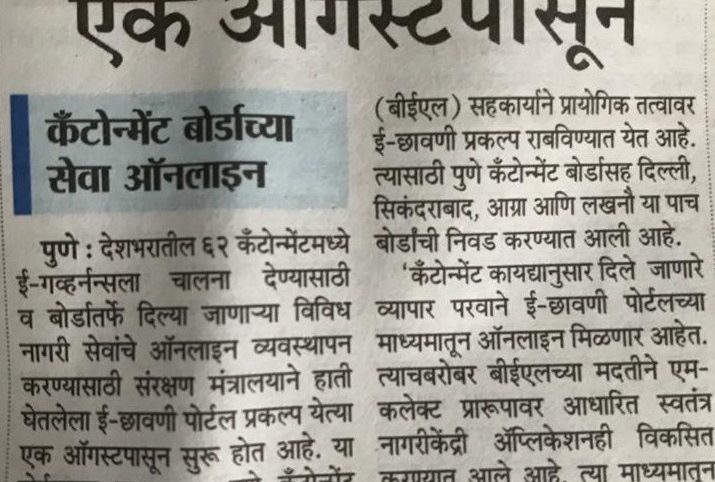 एक ऑगस्टपासून
कँटोन्मेंट बोर्डाच्या
सेवा ऑनलाइन
पुणे : देशभरातील ६२ कँटोन्मेंटमध्ये
ई-गव्हर्नन्सला चालना देण्यासाठी
व बोर्डातर्फे दिल्या जाणाऱ्या विविध
नागरी सेवांचे ऑनलाइन व्यवस्थापन
करण्यासाठी संरक्षण मंत्रालयाने हाती
घेतलेला ई-छावणी पोर्टल प्रकल्प येत्या
एक ऑगस्टपासून सुरू होत आहे. या
(बीईएल) सहकार्याने प्रायोगिक तत्वावर
ई-छावणी प्रकल्प राबविण्यात येत आहे.
त्यासाठी पुणे कँटोन्मेंट बोर्डासह दिल्ली,
सिकंदराबाद, आग्रा आणि लखनौ या पाच
बोर्डांची निवड करण्यात आली आहे.
'कँटोन्मेंट कायद्यानुसार दिले जाणारे
व्यापार परवाने ई-छावणी पोर्टलच्या
माध्यमातून ऑनलाइन मिळणार आहेत.
त्याचबरोबर बीईएलच्या मदतीने एम-
कलेक्ट प्रारूपावर आधारित स्वतंत्र
नागरीकेंद्री ॲप्लिकेशनही विकसित
करण्यात आले आहे. त्या माध्यमातून